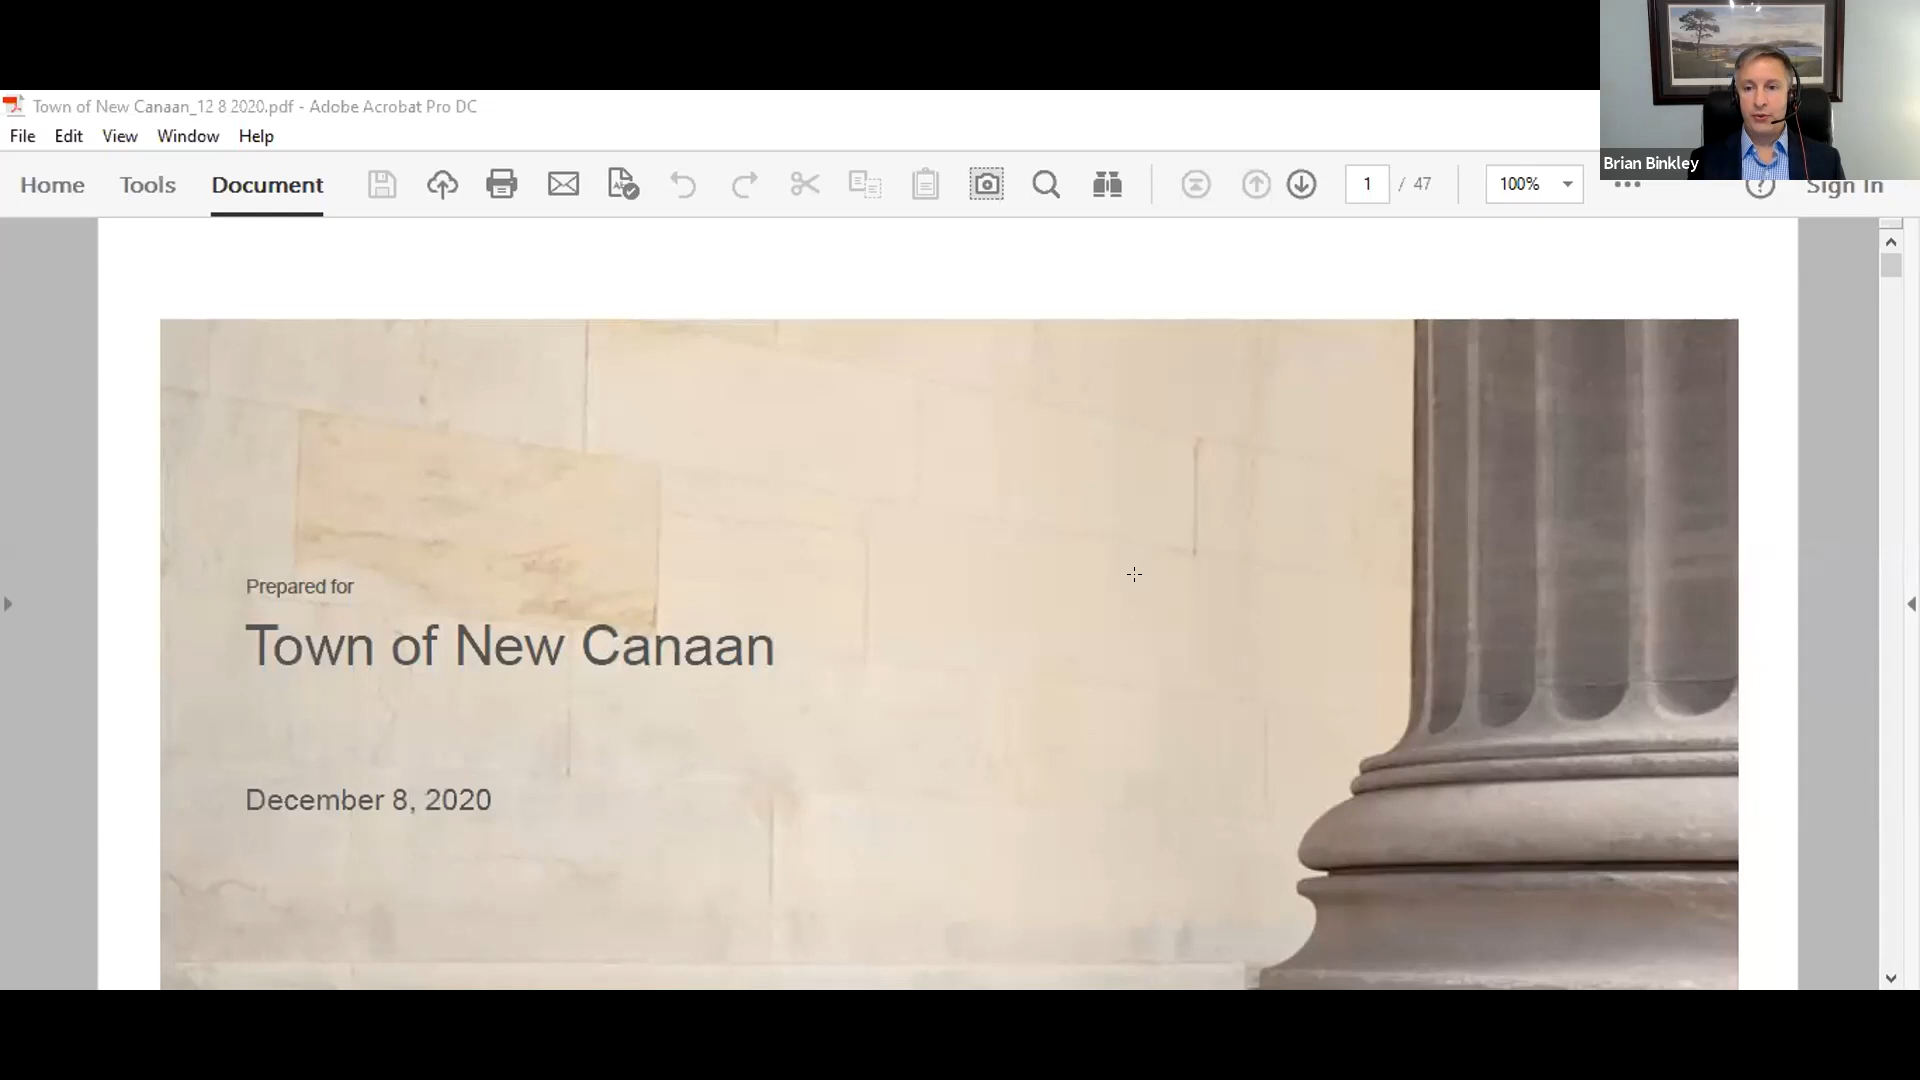 Town of New Canaan_12 8 2020.pdf - Adobe Acrobat Pro DC
File Edit View Window Help
Brian Binkley
Home Tools Document 1 / 47 100% Sign In
Prepared for
Town of New Canaan
December 8, 2020